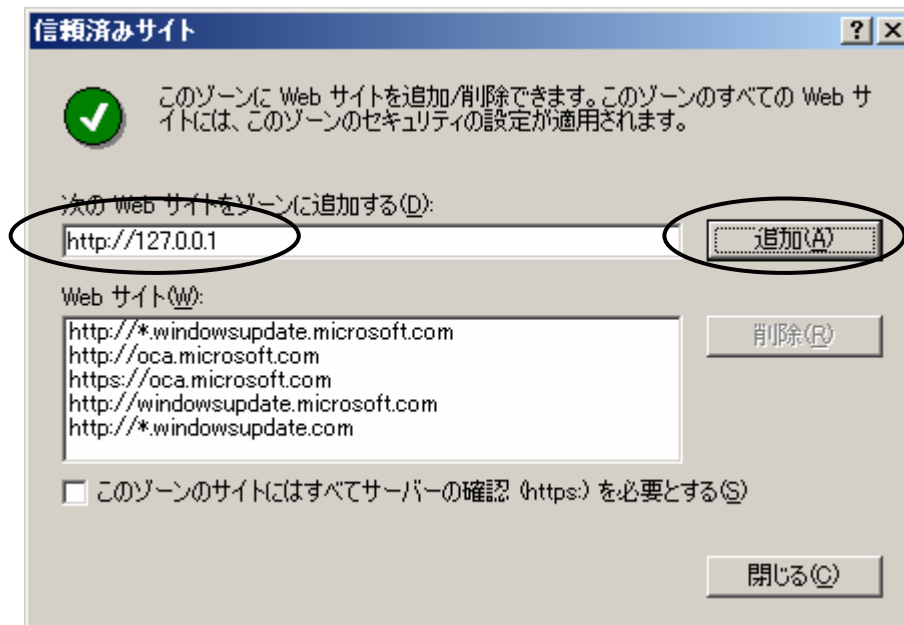 信頼済みサイト
このゾーンに Web サイトを追加/削除できます。このゾーンのすべての Web サ
イトには、このゾーンのセキュリティの設定が適用されます。
次の Web サイトをゾーンに追加する(D):
http://127.0.0.1
追加(A)
Web サイト(W):
http://*.windowsupdate.microsoft.com
http://oca.microsoft.com
https://oca.microsoft.com
http://windowsupdate.microsoft.com
http://*.windowsupdate.com
削除(R)
このゾーンのサイトにはすべてサーバーの確認 (https:) を必要とする(S)
閉じる(C)